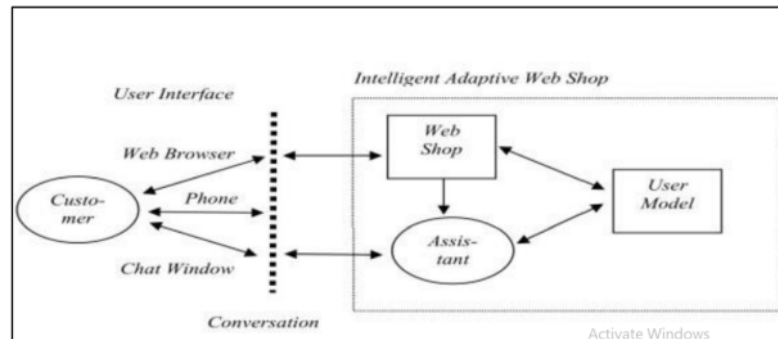 Intelligent Adaptive Web Shop
User Interface
Web
Shop
Web Browser
User
Model
Custo-
mer
Phone
Assis-
tant
Chat Window
Conversation
Activate Windows